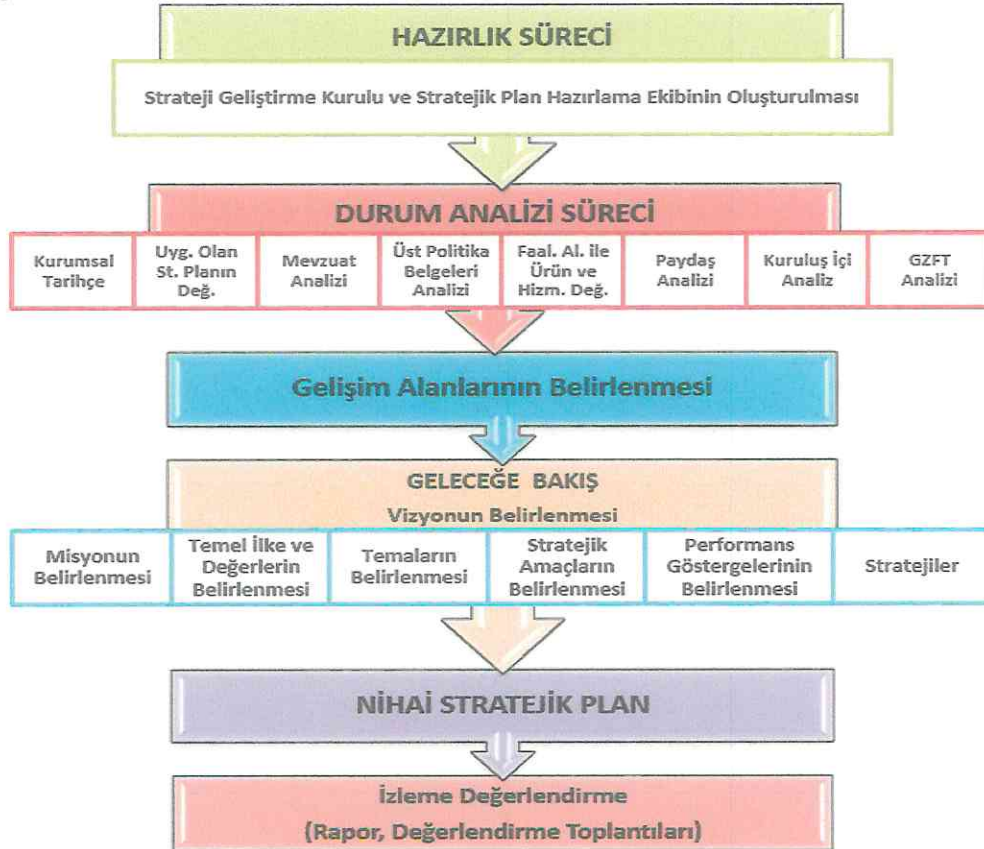 HAZIRLIK SÜRECİ
Strateji Geliştirme Kurulu ve Stratejik Plan Hazırlama Ekibinin Oluşturulması
DURUM ANALİZİ SÜRECİ
Kurumsal
Tarihçe
Uyg. Olan
St. Planın
Değ.
Mevzuat
Analizi
Üst Politika
Belgeleri
Analizi
Faal. Al. ile
Ürün ve
Hizm. Değ.
Paydaş
Analizi
Kuruluş İçi
Analiz
GZFT
Analizi
Gelişim Alanlarının Belirlenmesi
GELECEĞE BAKIŞ
Vizyonun Belirlenmesi
Misyonun
Belirlenmesi
Temel İlke ve
Değerlerin
Belirlenmesi
Temaların
Belirlenmesi
Stratejik
Amaçların
Belirlenmesi
Performans
Göstergelerinin
Belirlenmesi
Stratejiler
NİHAİ STRATEJİK PLAN
İzleme Değerlendirme
(Rapor, Değerlendirme Toplantıları)